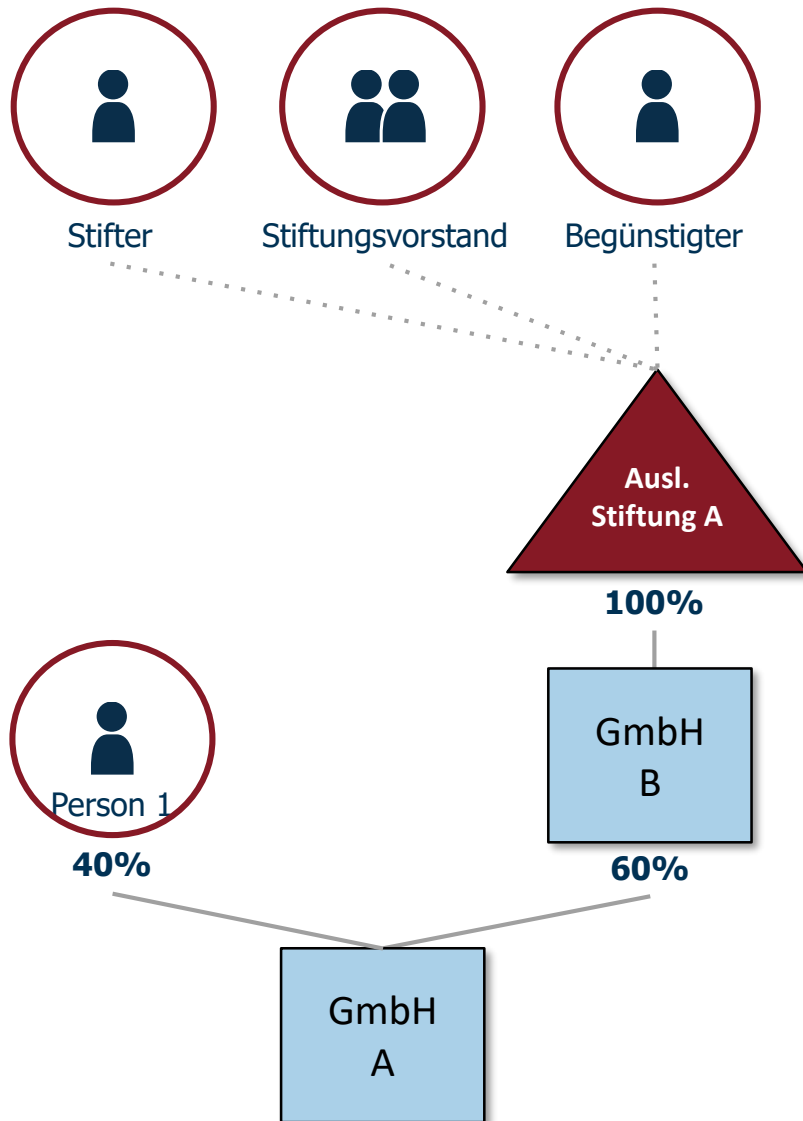 Stifter
Stiftungsvorstand
Begünstigter
Ausl.
Stiftung A
100%
GmbH
B
Person 1
40%
60%
GmbH
A